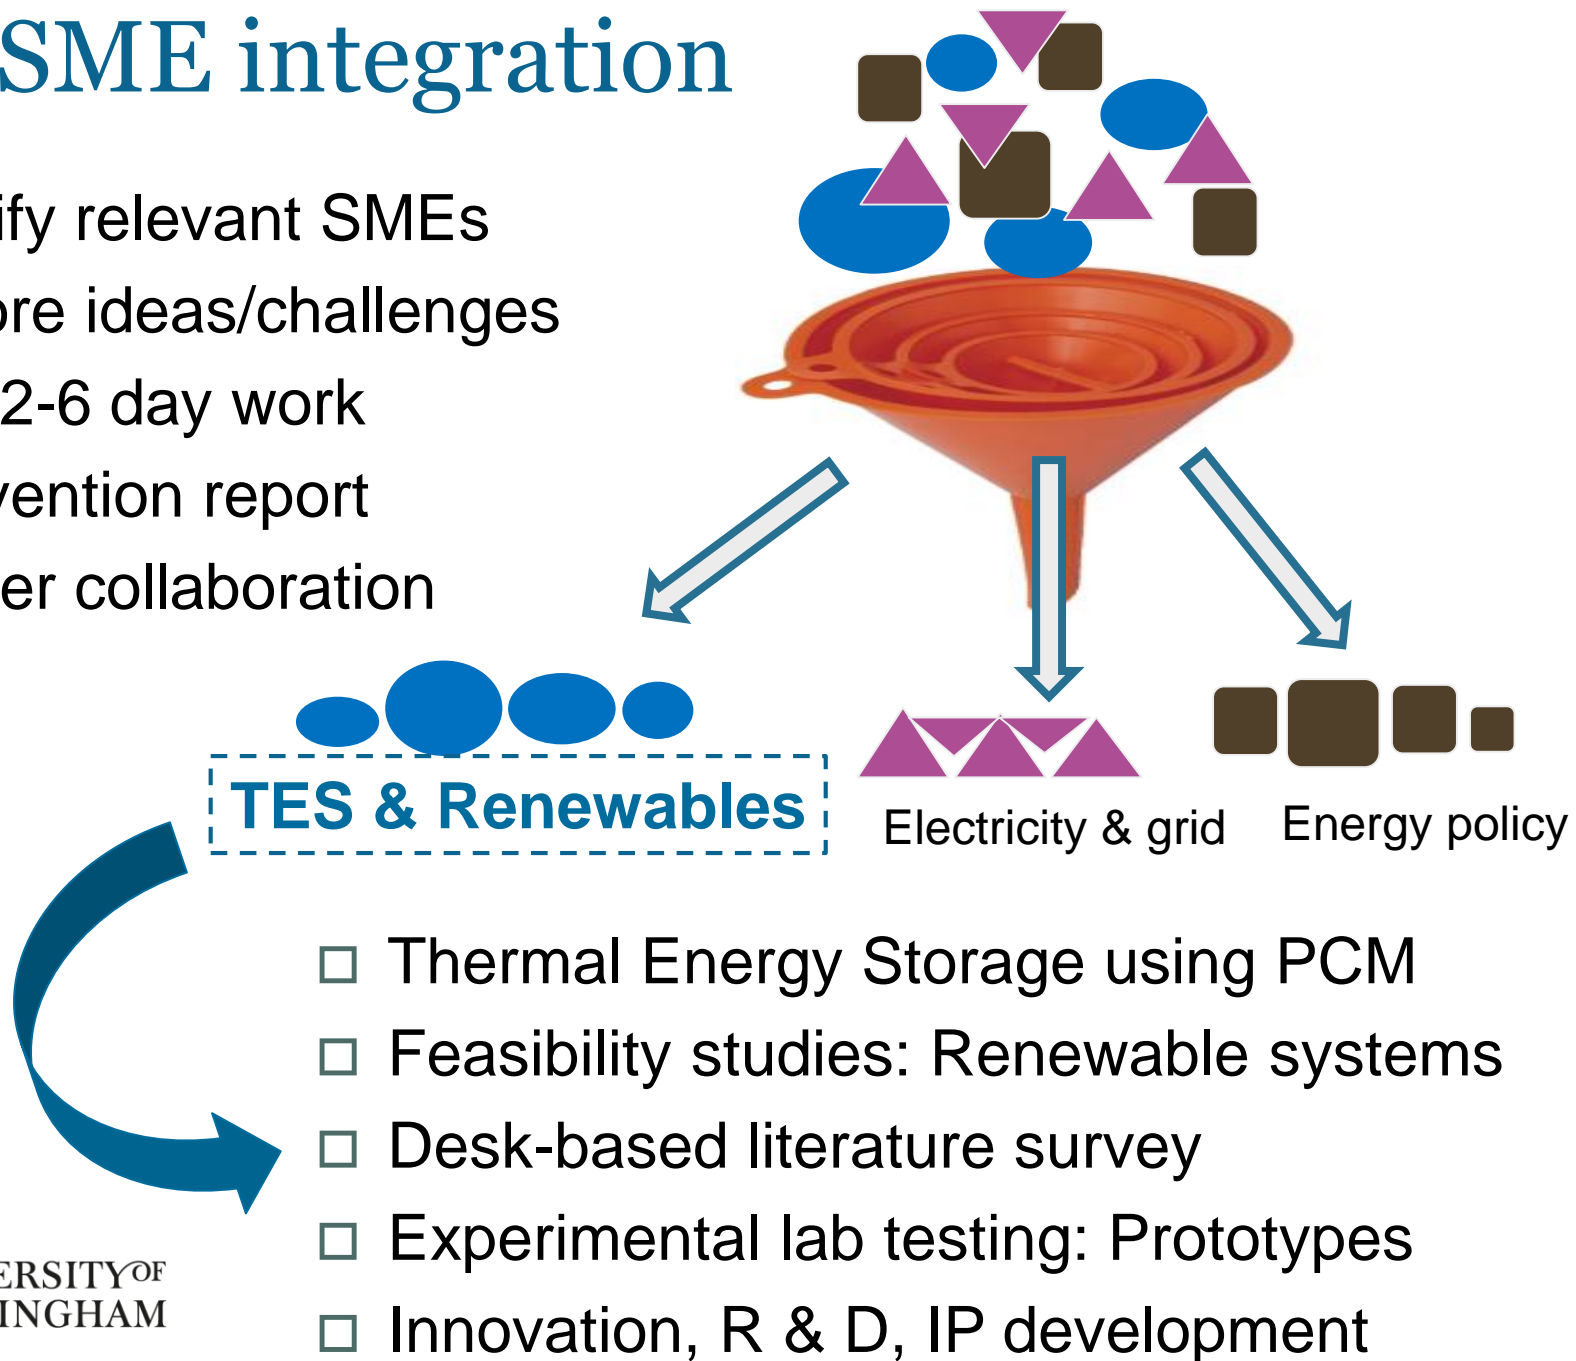 SME integration
ify relevant SMEs
ore ideas/challenges
2-6 day work
vention report
er collaboration
TES & Renewables
Electricity & grid
Energy policy
□ Thermal Energy Storage using PCM
□ Feasibility studies: Renewable systems
□ Desk-based literature survey
□ Experimental lab testing: Prototypes
□ Innovation, R & D, IP development
ERSITYOF
INGHAM